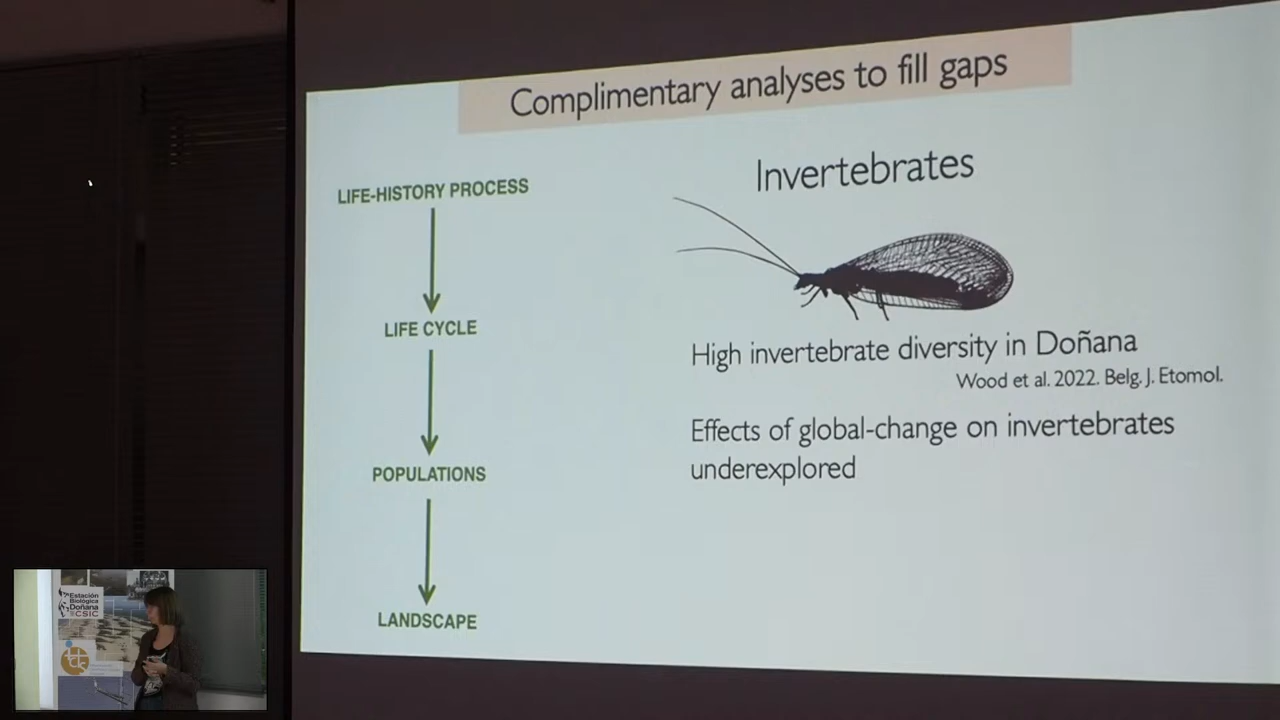 Complimentary analyses to fill gaps
LIFE-HISTORY PROCESS
LIFE CYCLE
POPULATIONS
LANDSCAPE
Invertebrates
High invertebrate diversity in Doñana
Wood et al. 2022. Belg. J. Etomol.
Effects of global-change on invertebrates
underexplored
Estación
Biológica
Doñana
CSIC